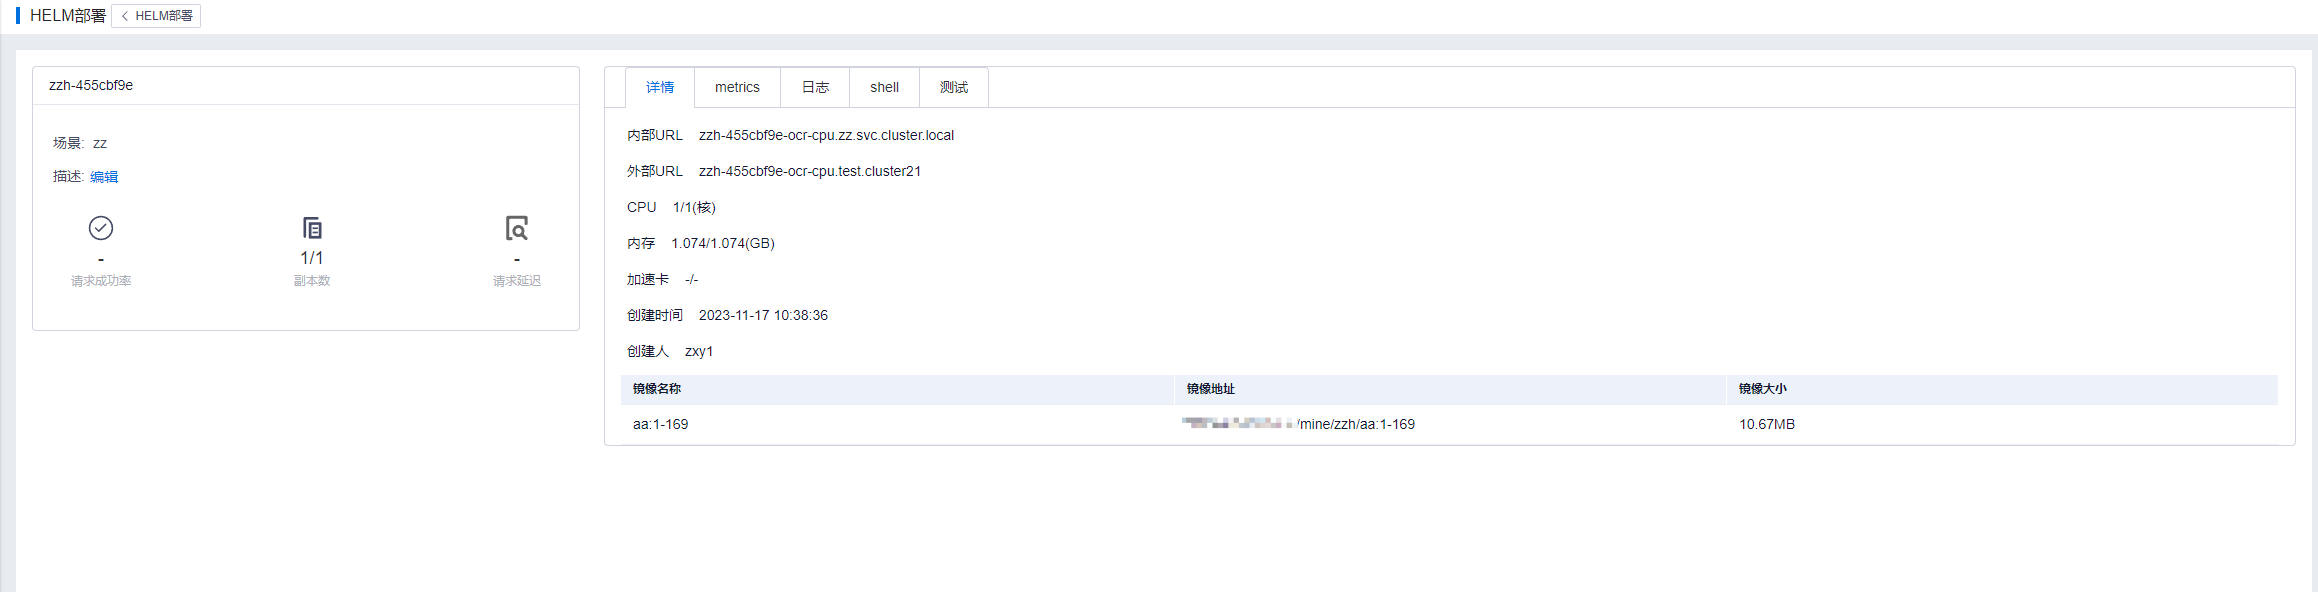 HELM部署 HELM部署
zzh-455cbf9e
场景: zz
描述: 编辑
-
请求成功率
1/1
副本数
-
请求延迟
详情 metrics 日志 shell 测试
内部URL zzh-455cbf9e-ocr-cpu.zz.svc.cluster.local
外部URL zzh-455cbf9e-ocr-cpu.test.cluster21
CPU 1/1(核)
内存 1.074/1.074(GB)
加速卡 -/-
创建时间 2023-11-17 10:38:36
创建人 zxy1
镜像名称 镜像地址 镜像大小
aa:1-169 /mine/zzh/aa:1-169 10.67MB